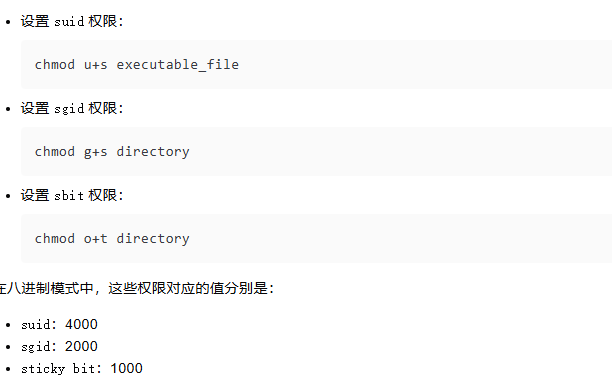 设置 suid 权限：
chmod u+s executable_file
设置 sgid 权限：
chmod g+s directory
设置 sbit 权限：
chmod o+t directory
在八进制模式中，这些权限对应的值分别是：
suid：4000
sgid：2000
sticky bit：1000